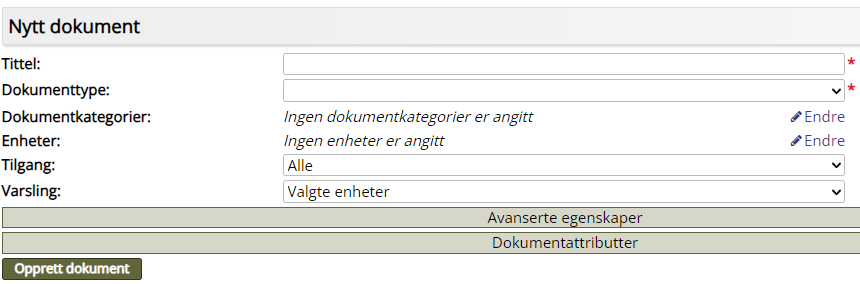 Nytt dokument
Tittel: *
Dokumenttype: *
Dokumentkategorier: Ingen dokumentkategorier er angitt Endre
Enheter: Ingen enheter er angitt Endre
Tilgang: Alle
Varsling: Valgte enheter
Avanserte egenskaper
Dokumentattributter
Opprett dokument